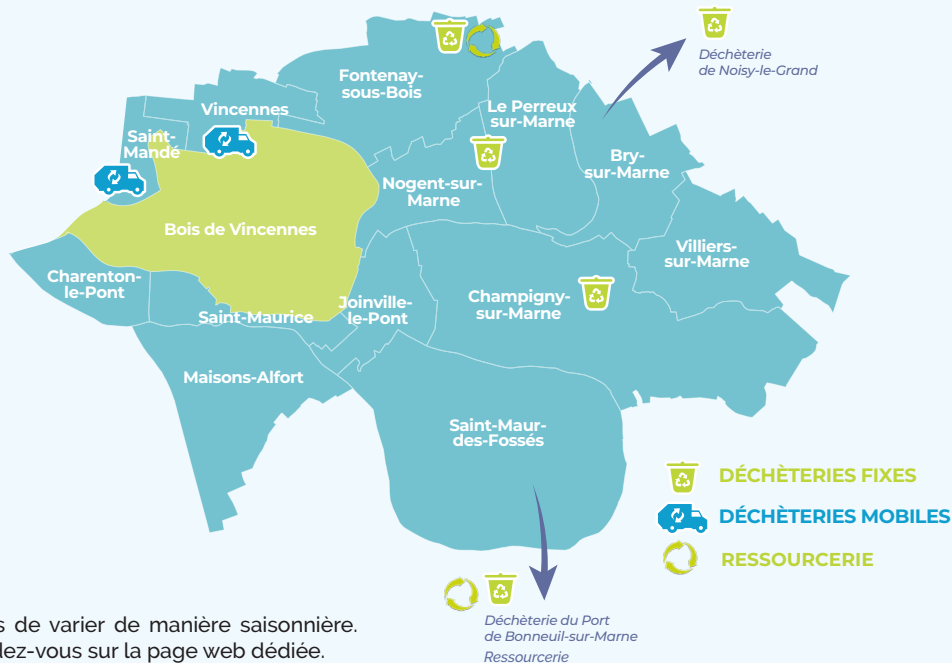 Déchèterie
de Noisy-le-Grand
Fontenay-
sous-Bois
Vincennes
Le Perreux
sur-Marne
Saint-
Mandé
Bry-
sur-Marne
Nogent-sur-
Marne
Bois de Vincennes
Villiers-
sur-Marne
Charenton-
le-Pont
Champigny-
sur-Marne
Joinville-
le-Pont
Saint-Maurice
Maisons-Alfort
Saint-Maur-
des-Fossés
DÉCHÈTERIES FIXES
DÉCHÈTERIES MOBILES
RESSOURCERIE
Déchèterie du Port
de Bonneuil-sur-Marne
Ressourcerie
de varier de manière saisonnière.
sur la page web dédiée.